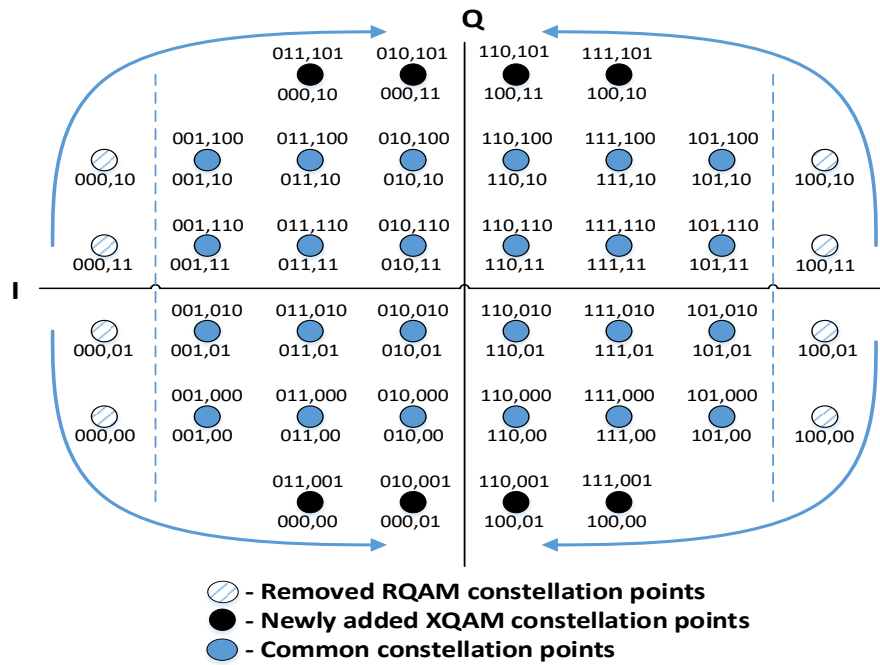 Q
011,101 010,101 110,101 111,101
000,10 000,11 100,11 100,10
001,100 011,100 010,100 110,100 111,100 101,100
000,10 001,10 011,10 010,10 110,10 111,10 101,10 100,10
001,110 011,110 010,110 110,110 111,110 101,110
000,11 001,11 011,11 010,11 110,11 111,11 101,11 100,11
I
001,010 011,010 010,010 110,010 111,010 101,010
000,01 001,01 011,01 010,01 110,01 111,01 101,01 100,01
001,000 011,000 010,000 110,000 111,000 101,000
000,00 001,00 011,00 010,00 110,00 111,00 101,00 100,00
011,001 010,001 110,001 111,001
000,00 000,01 100,01 100,00
- Removed RQAM constellation points
- Newly added XQAM constellation points
- Common constellation points